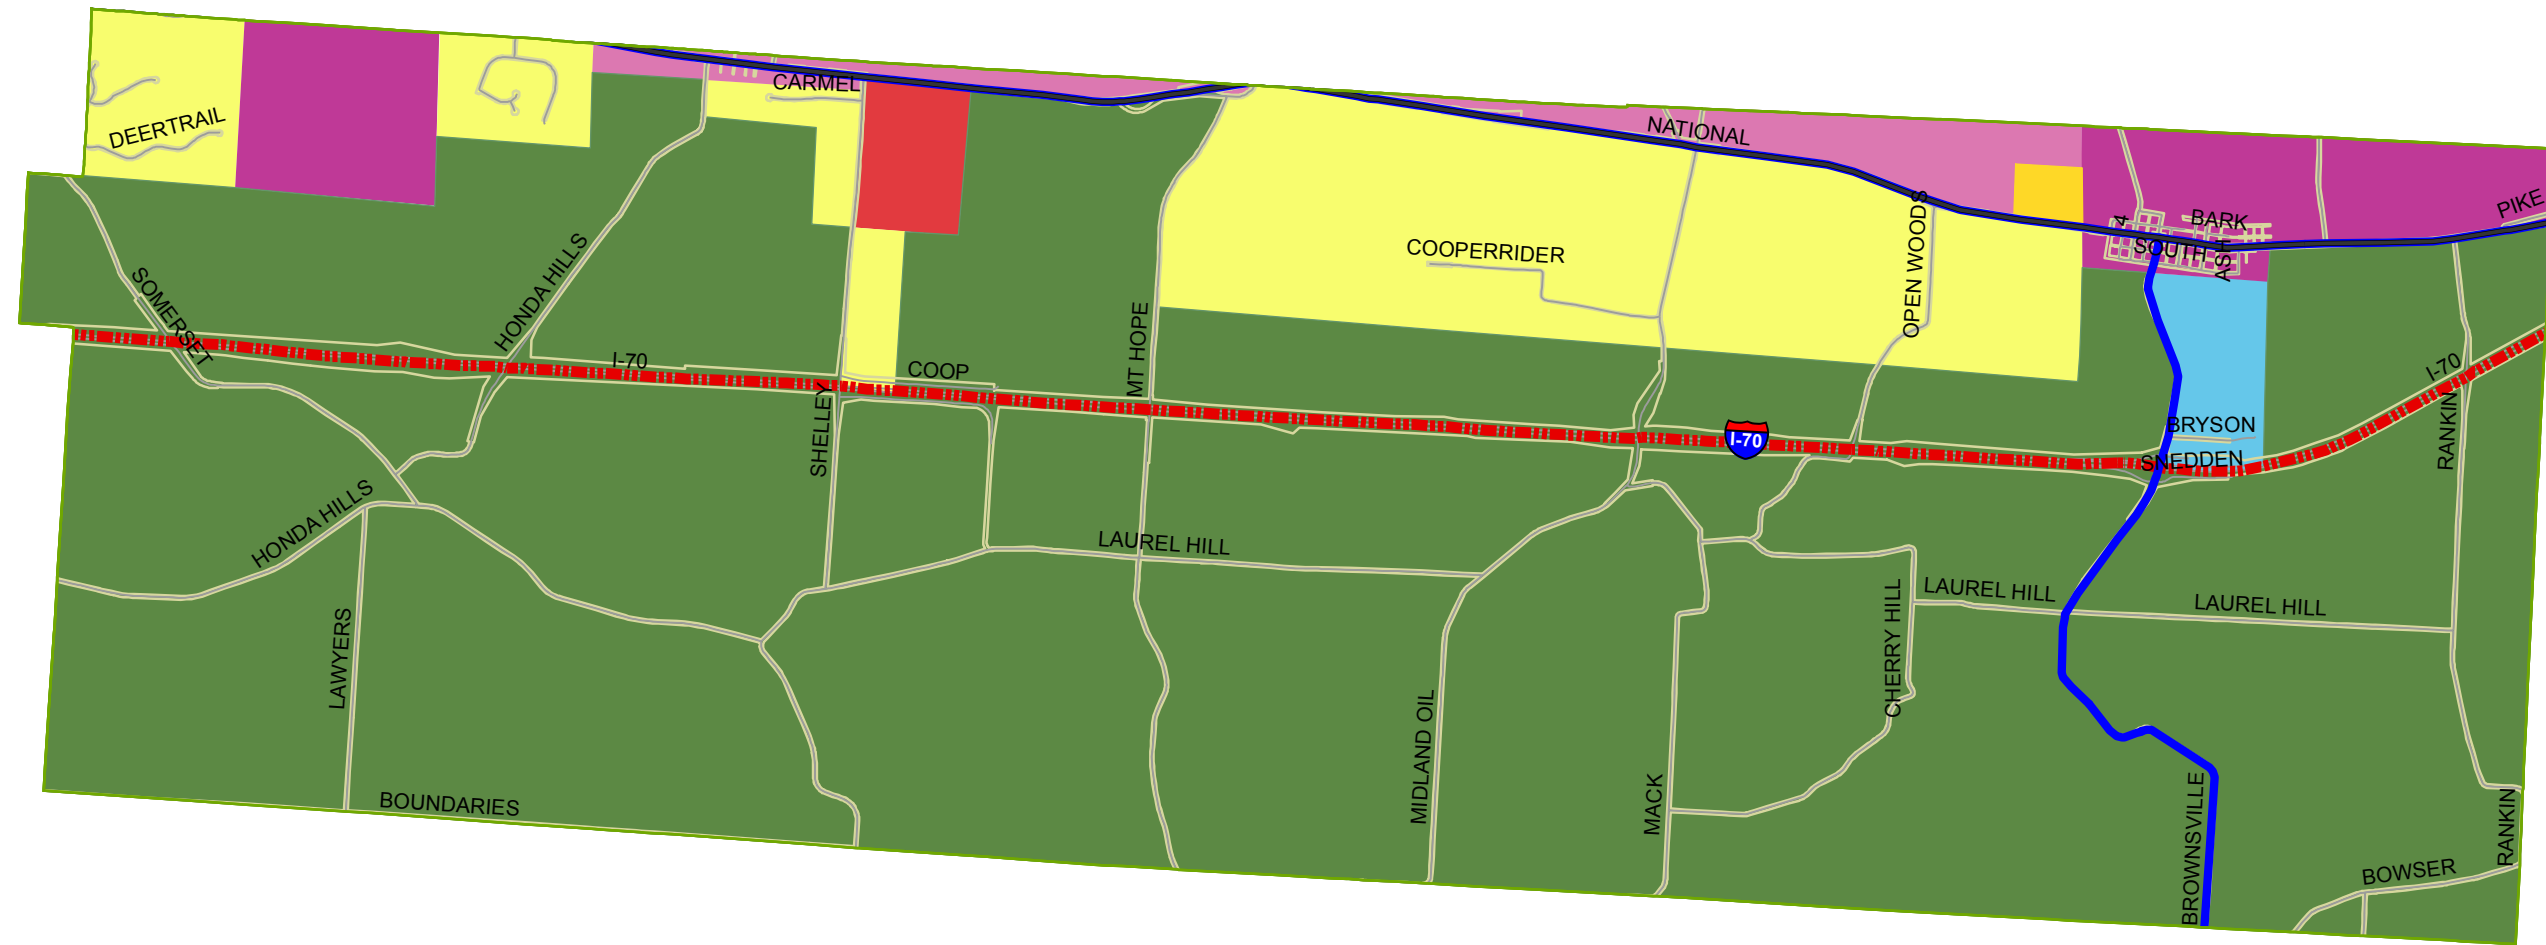 CARMEL
DEERTRAIL
NATIONAL
PIKE
4
BARK
SOUTH
ASH
COOPERRIDER
OPEN WOODS
HONDA HILLS
SOMERSET
MT HOPE
I-70
COOP
I-70
SHELLEY
I-70
BRYSON
SNEDDEN
RANKIN
HONDA HILLS
LAUREL HILL
LAUREL HILL
LAUREL HILL
LAWYERS
CHERRY HILL
MIDLAND OIL
MACK
BOUNDARIES
BROWNSVILLE
RANKIN
BOWSER